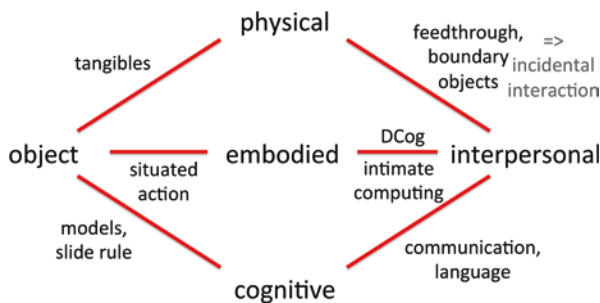 physical
tangibles
feedthrough,
boundary
objects
=>
incidental
interaction
object
embodied
interpersonal
situated
action
DCog
intimate
computing
models,
slide rule
communication,
language
cognitive